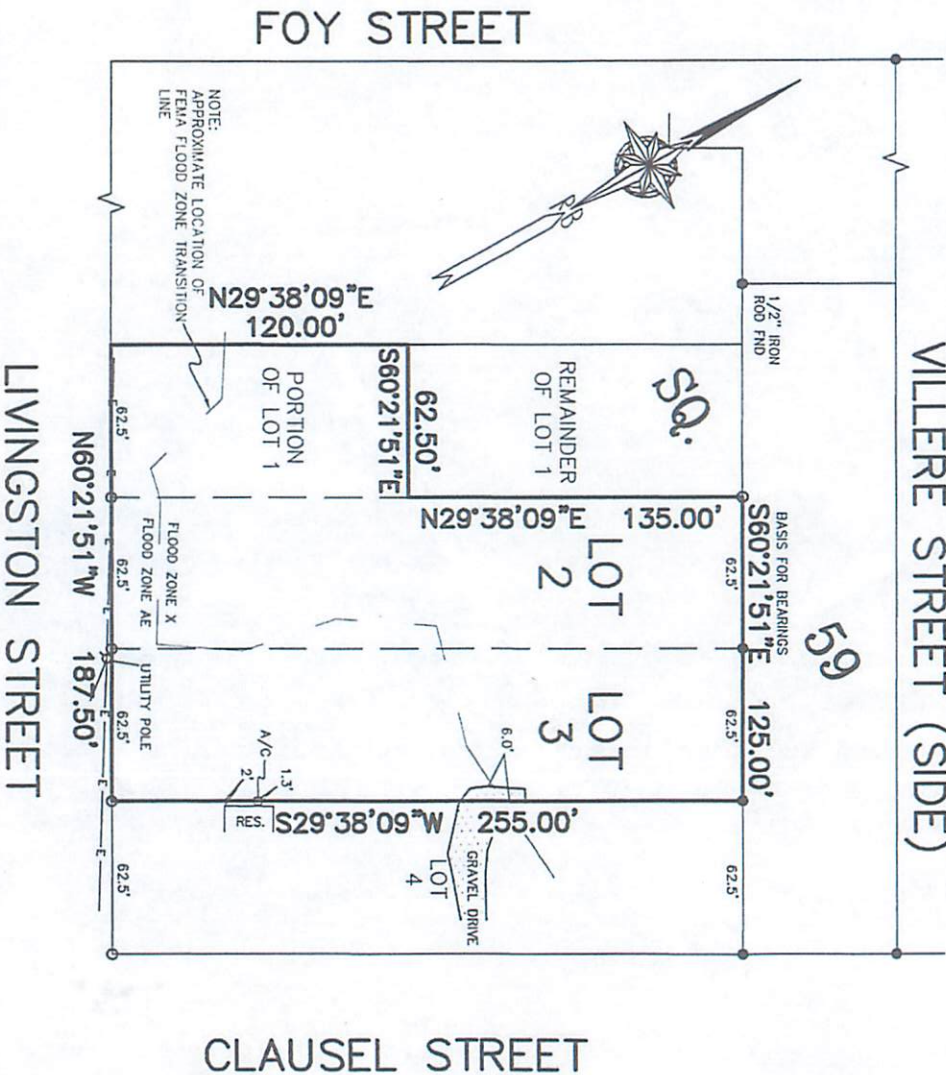 FOY STREET
NOTE:
APPROXIMATE LOCATION OF
FEMA FLOOD ZONE TRANSITION
LINE
RB
1/2" IRON
ROD FND
N29°38'09"E
120.00'
S60°21'51"E
62.50'
PORTION
OF LOT 1
REMAINDER
OF LOT 1
SQ.
59
VILLERE STREET (SIDE)
BASIS FOR BEARINGS
S60°21'51"E 125.00'
62.5'
62.5'
62.5'
N29°38'09"E 135.00'
LOT
2
LOT
3
FLOOD ZONE X
FLOOD ZONE AE
LIVINGSTON STREET
N60°21'51"W 187.50'
62.5'
62.5'
62.5'
62.5'
E
E
E
E
E
E
UTILITY POLE
A/C
2'
1.3'
6.0'
RES.
S29°38'09"W 255.00'
GRAVEL DRIVE
LOT
4
CLAUSEL STREET